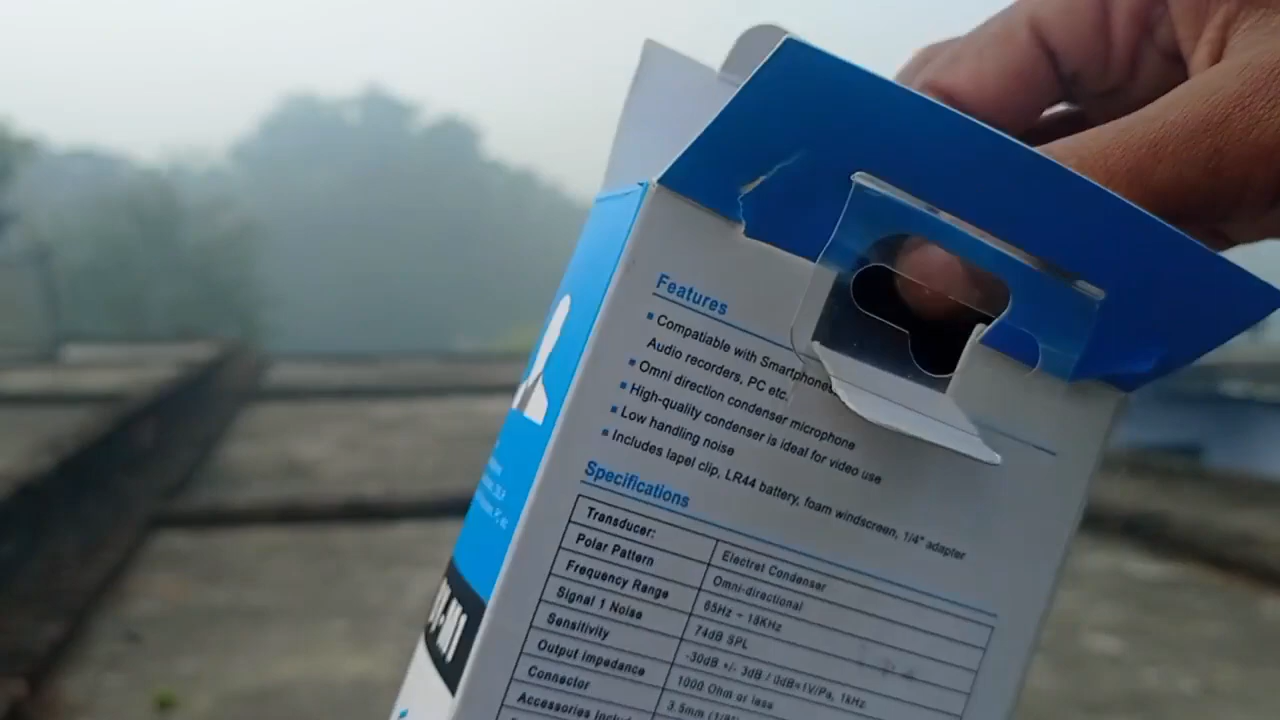 Features
Compatiable with Smartphones
Audio recorders, PC etc.
Omni direction condenser microphone
High-quality condenser is ideal for video use
Low handling noise
Includes lapel clip, LR44 battery, foam windscreen, 1/4" adapter
Specifications
Transducer: Electret Condenser
Polar Pattern Omni-directional
Frequency Range 65Hz ~ 18KHz
Signal 1 Noise 74dB SPL
Sensitivity -30dB +/- 3dB / 0dB=1V/Pa, 1kHz
Output Impedance 1000 Ohm or less
Connector 3.5mm
Accessories